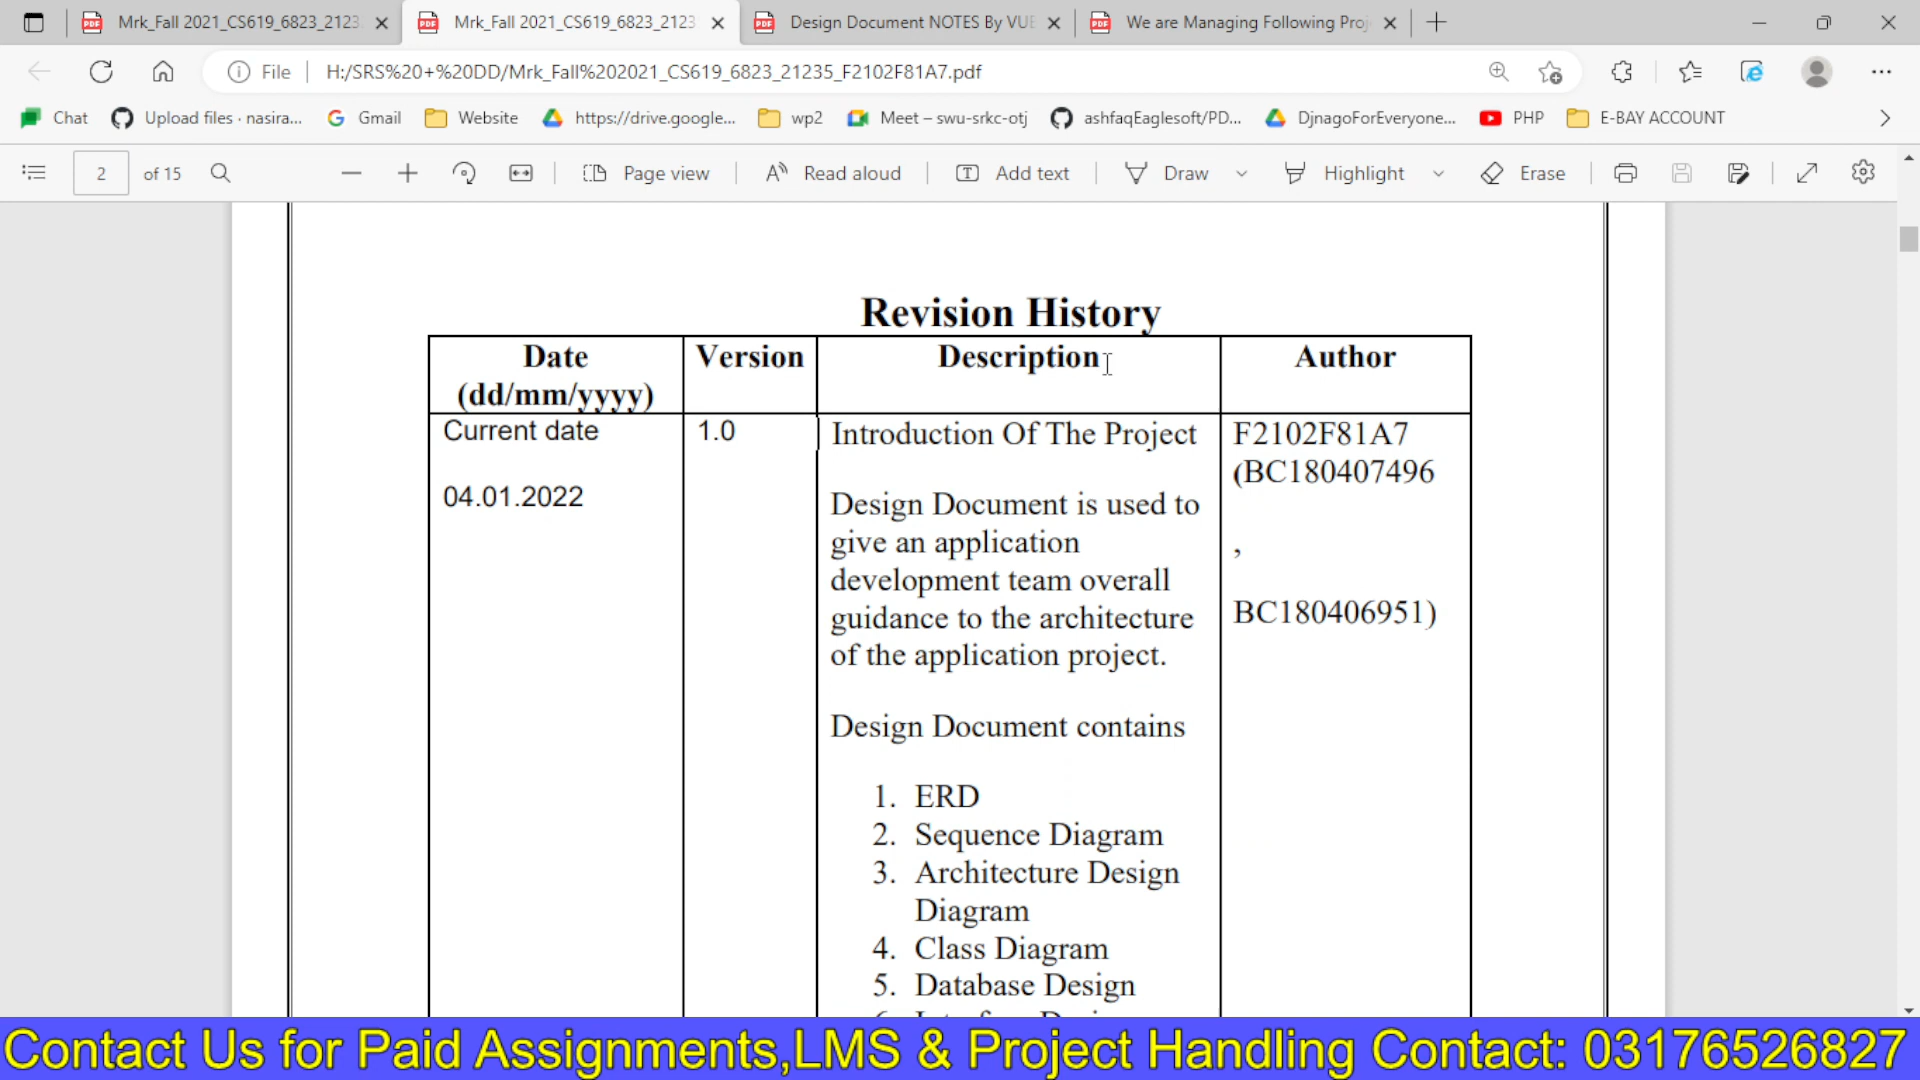 Mrk_Fall 2021_CS619_6823_2123
Mrk_Fall 2021_CS619_6823_2123
Design Document NOTES By VUE
We are Managing Following Proj
File
H:/SRS%20+%20DD/Mrk_Fall%202021_CS619_6823_21235_F2102F81A7.pdf
Chat
Upload files · nasira...
Gmail
Website
https://drive.google...
wp2
Meet – swu-srkc-otj
ashfaqEaglesoft/PD...
DjnagoForEveryone...
PHP
E-BAY ACCOUNT
2 of 15
Page view
Read aloud
Add text
Draw
Highlight
Erase
Revision History
Date (dd/mm/yyyy)
Version
Description
Author
Current date
04.01.2022
1.0
Introduction Of The Project
Design Document is used to
give an application
development team overall
guidance to the architecture
of the application project.
Design Document contains
1. ERD
2. Sequence Diagram
3. Architecture Design
Diagram
4. Class Diagram
5. Database Design
F2102F81A7
(BC180407496
,
BC180406951)
Contact Us for Paid Assignments,LMS & Project Handling Contact: 03176526827